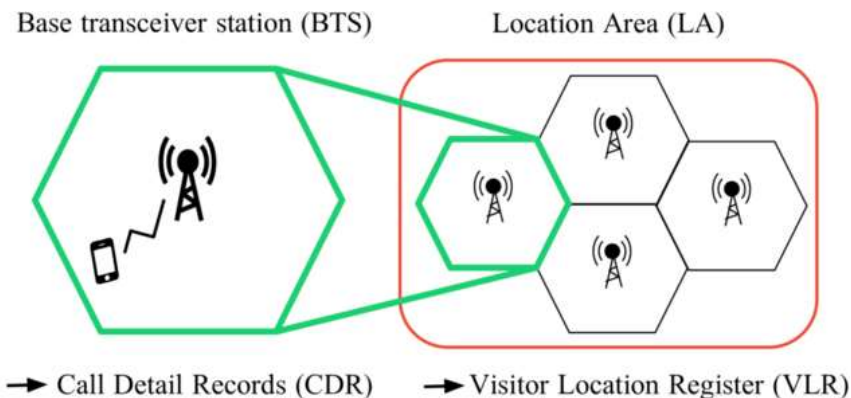 Base transceiver station (BTS)
Location Area (LA)
Call Detail Records (CDR)
Visitor Location Register (VLR)